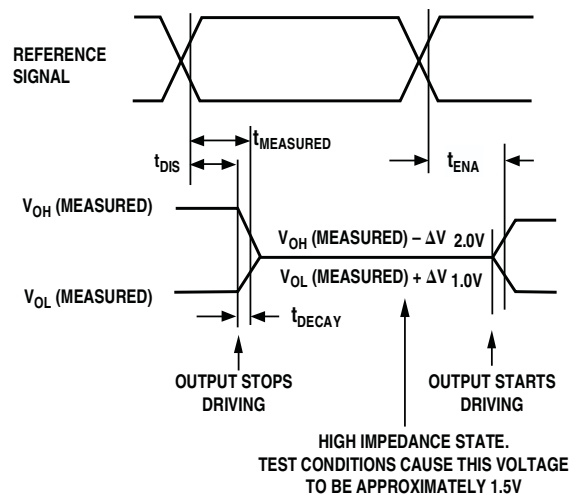 REFERENCE
SIGNAL
tMEASURED
tDIS
tENA
VOH (MEASURED)
VOH (MEASURED) – ΔV 2.0V
VOL (MEASURED) + ΔV 1.0V
VOL (MEASURED)
tDECAY
OUTPUT STOPS
DRIVING
OUTPUT STARTS
DRIVING
HIGH IMPEDANCE STATE.
TEST CONDITIONS CAUSE THIS VOLTAGE
TO BE APPROXIMATELY 1.5V